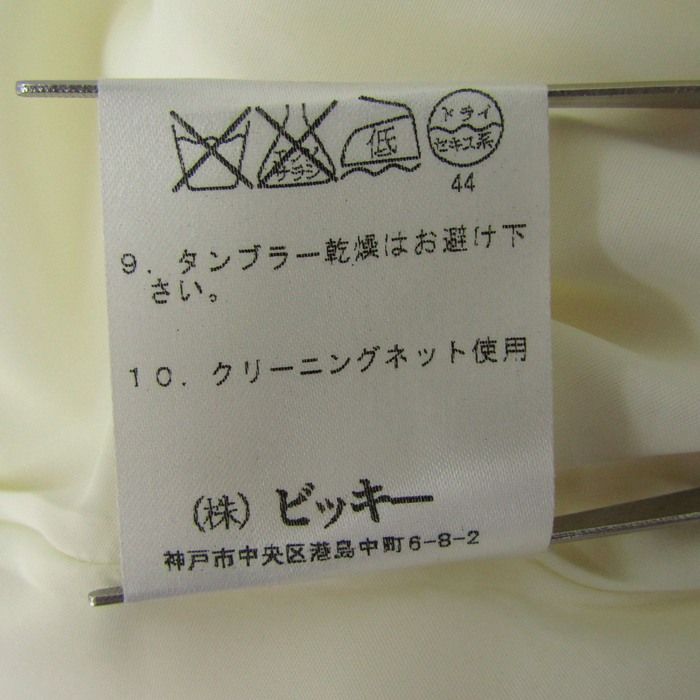 エンソ
サラシ
低
ドライ
セキユ系
44
9. タンブラー乾燥はお避け下
さい。
10. クリーニングネット使用
(株) ビッキー
神戸市中央区港島中町6-8-2